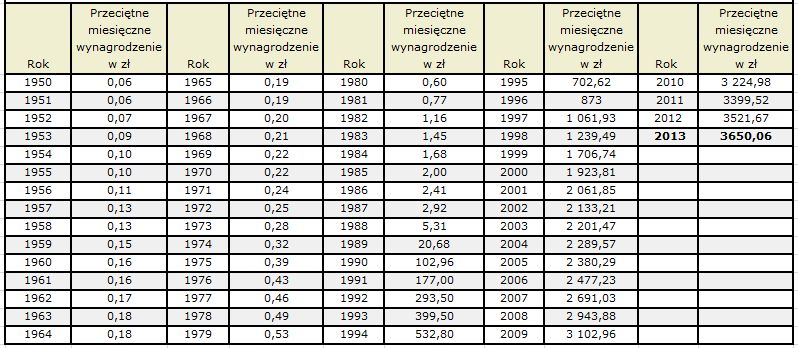 Rok Przeciętne miesięczne wynagrodzenie w zł Rok Przeciętne miesięczne wynagrodzenie w zł Rok Przeciętne miesięczne wynagrodzenie w zł Rok Przeciętne miesięczne wynagrodzenie w zł Rok Przeciętne miesięczne wynagrodzenie w zł
1950 0,06 1965 0,19 1980 0,60 1995 702,62 2010 3 224,98
1951 0,06 1966 0,19 1981 0,77 1996 873 2011 3399,52
1952 0,07 1967 0,20 1982 1,16 1997 1 061,93 2012 3521,67
1953 0,09 1968 0,21 1983 1,45 1998 1 239,49 2013 3650,06
1954 0,10 1969 0,22 1984 1,68 1999 1 706,74
1955 0,10 1970 0,22 1985 2,00 2000 1 923,81
1956 0,11 1971 0,24 1986 2,41 2001 2 061,85
1957 0,13 1972 0,25 1987 2,92 2002 2 133,21
1958 0,13 1973 0,28 1988 5,31 2003 2 201,47
1959 0,15 1974 0,32 1989 20,68 2004 2 289,57
1960 0,16 1975 0,39 1990 102,96 2005 2 380,29
1961 0,16 1976 0,43 1991 177,00 2006 2 477,23
1962 0,17 1977 0,46 1992 293,50 2007 2 691,03
1963 0,18 1978 0,49 1993 399,50 2008 2 943,88
1964 0,18 1979 0,53 1994 532,80 2009 3 102,96